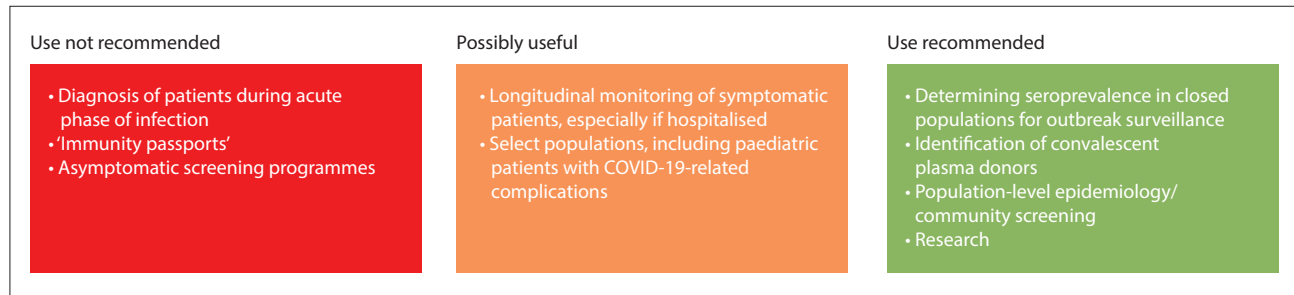 Use not recommended
• Diagnosis of patients during acute
phase of infection
• ‘Immunity passports’
• Asymptomatic screening programmes
Possibly useful
• Longitudinal monitoring of symptomatic
patients, especially if hospitalised
• Select populations, including paediatric
patients with COVID-19-related
complications
Use recommended
• Determining seroprevalence in closed
populations for outbreak surveillance
• Identification of convalescent
plasma donors
• Population-level epidemiology/
community screening
• Research